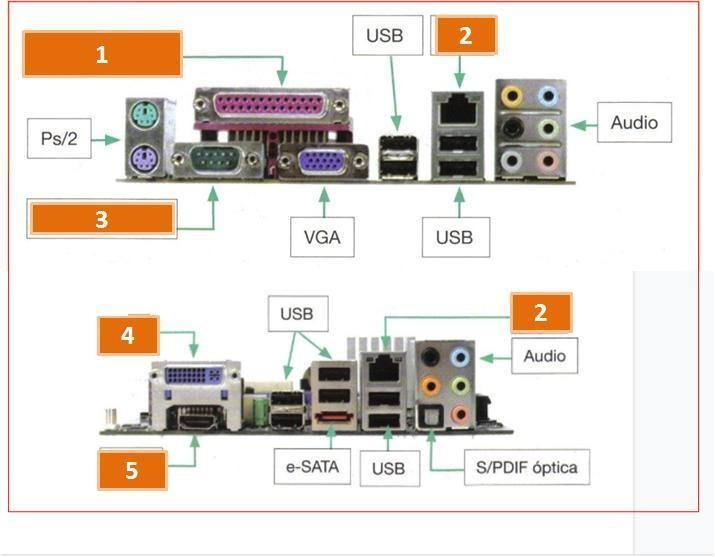 USB
2
1
Audio
Ps/2
3
VGA
USB
USB
2
4
Audio
5
e-SATA
USB
S/PDIF óptica